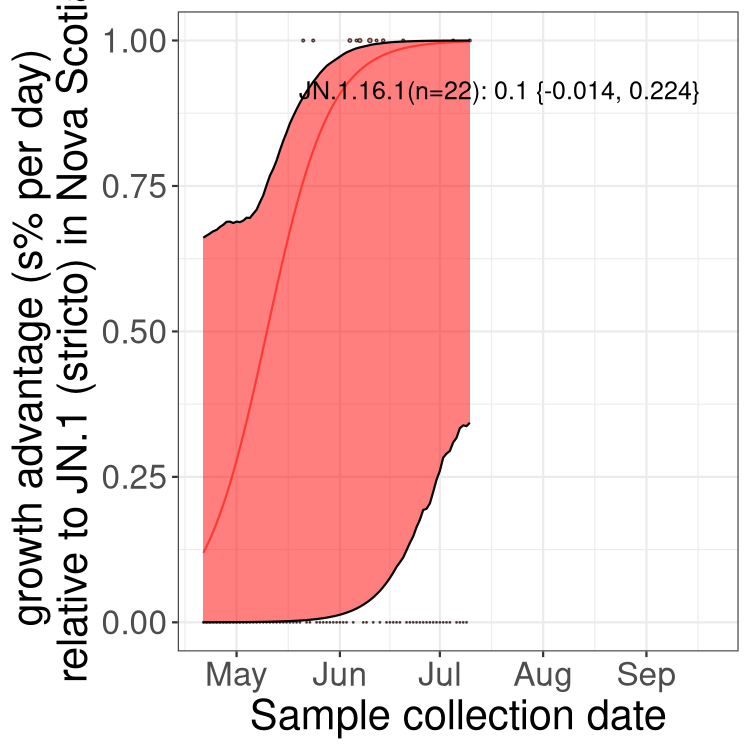 growth advantage (s% per day)
relative to JN.1 (stricto) in Nova Scotia
1.00
0.75
0.50
0.25
0.00
JN.1.16.1(n=22): 0.1 {-0.014, 0.224}
May Jun Jul Aug Sep
Sample collection date